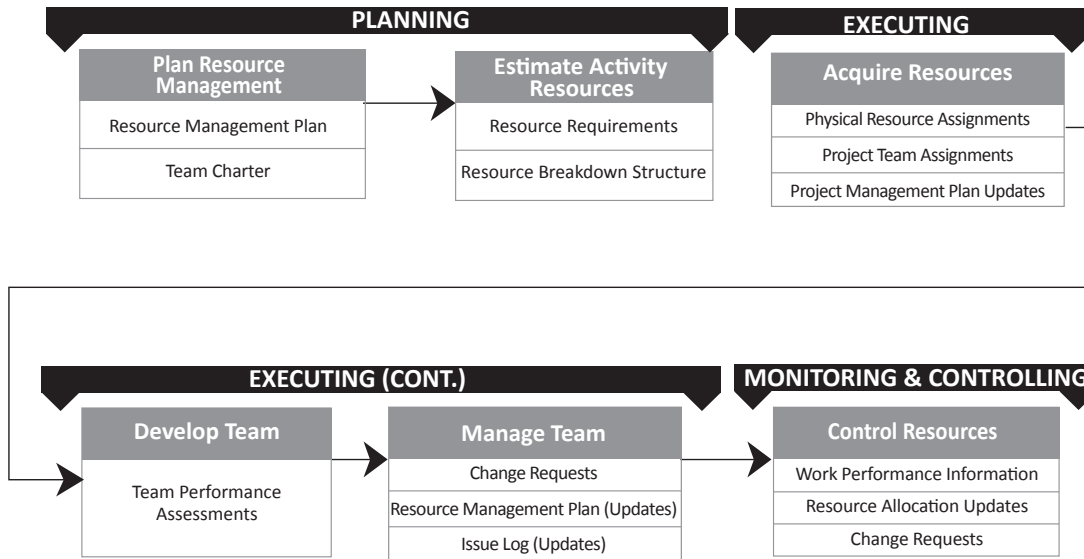 PLANNING
EXECUTING
Plan Resource
Management
Resource Management Plan
Team Charter
Estimate Activity
Resources
Resource Requirements
Resource Breakdown Structure
Acquire Resources
Physical Resource Assignments
Project Team Assignments
Project Management Plan Updates
EXECUTING (CONT.)
MONITORING & CONTROLLING
Develop Team
Team Performance
Assessments
Manage Team
Change Requests
Resource Management Plan (Updates)
Issue Log (Updates)
Control Resources
Work Performance Information
Resource Allocation Updates
Change Requests